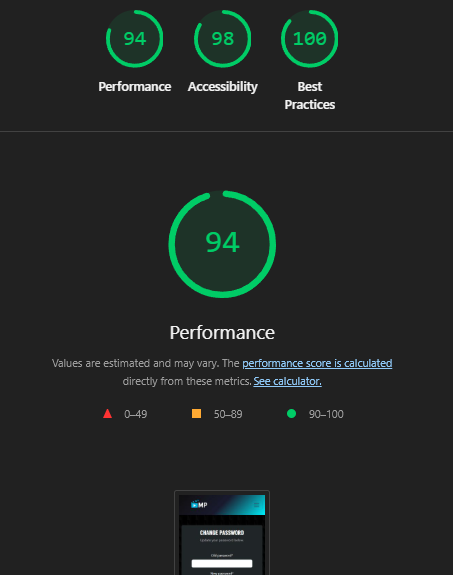 94
98
100
Performance
Accessibility
Best
Practices
94
Performance
Values are estimated and may vary. The performance score is calculated
directly from these metrics. See calculator.
0–49
50–89
90–100
MP
CHANGE PASSWORD
Update your password below.
Old password*